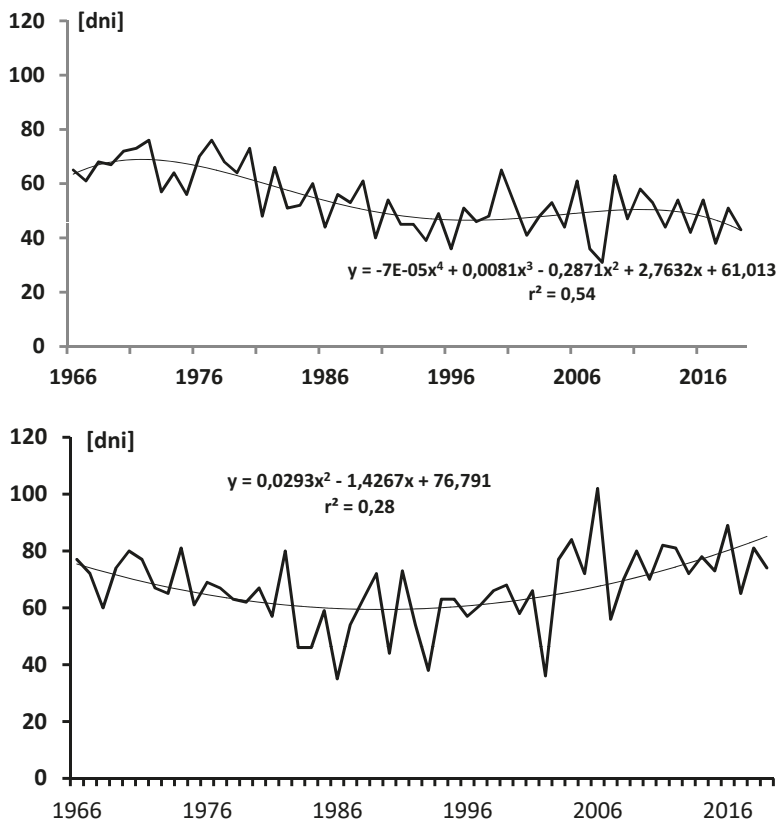 [dni]
120
100
80
60
40
20
0
y = -7E-05x⁴ + 0,0081x³ - 0,2871x² + 2,7632x + 61,013
r² = 0,54
1966 1976 1986 1996 2006 2016
[dni]
120
100
80
60
40
20
0
y = 0,0293x² - 1,4267x + 76,791
r² = 0,28
1966 1976 1986 1996 2006 2016